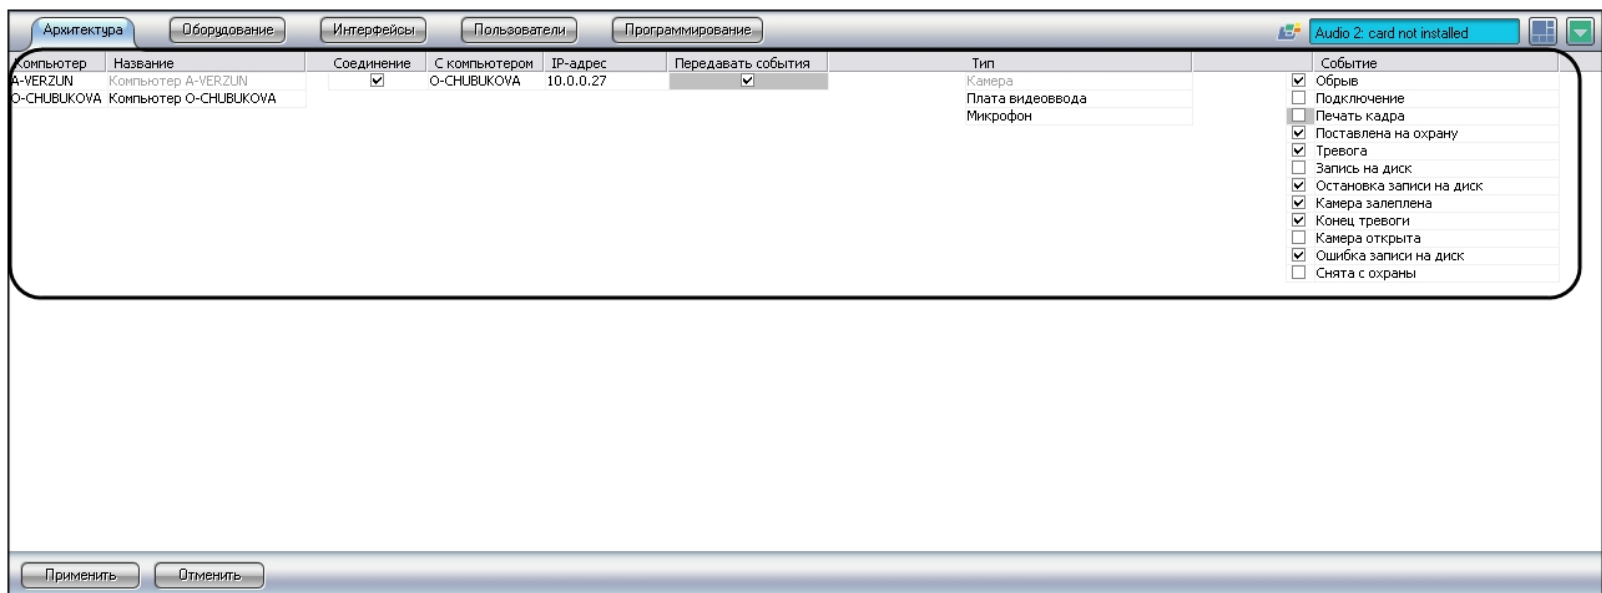 Архитектура Оборудование Интерфейсы Пользователи Программирование Audio 2: card not installed
Компьютер Название Соединение С компьютером IP-адрес Передавать события Тип Событие
A-VERZUN Компьютер A-VERZUN O-CHUBUKOVA 10.0.0.27 Камера Обрыв
O-CHUBUKOVA Компьютер O-CHUBUKOVA Плата видеоввода Подключение
Микрофон Печать кадра
Поставлена на охрану
Тревога
Запись на диск
Остановка записи на диск
Камера залеплена
Конец тревоги
Камера открыта
Ошибка записи на диск
Снята с охраны
Применить Отменить